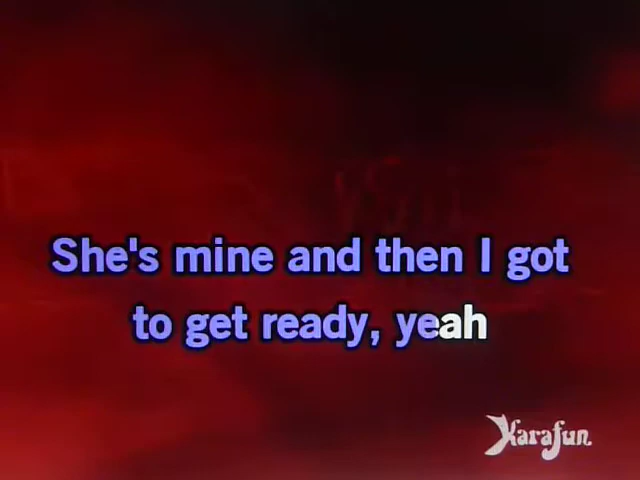 She's mine and then I got
to get ready, yeah
Karafun